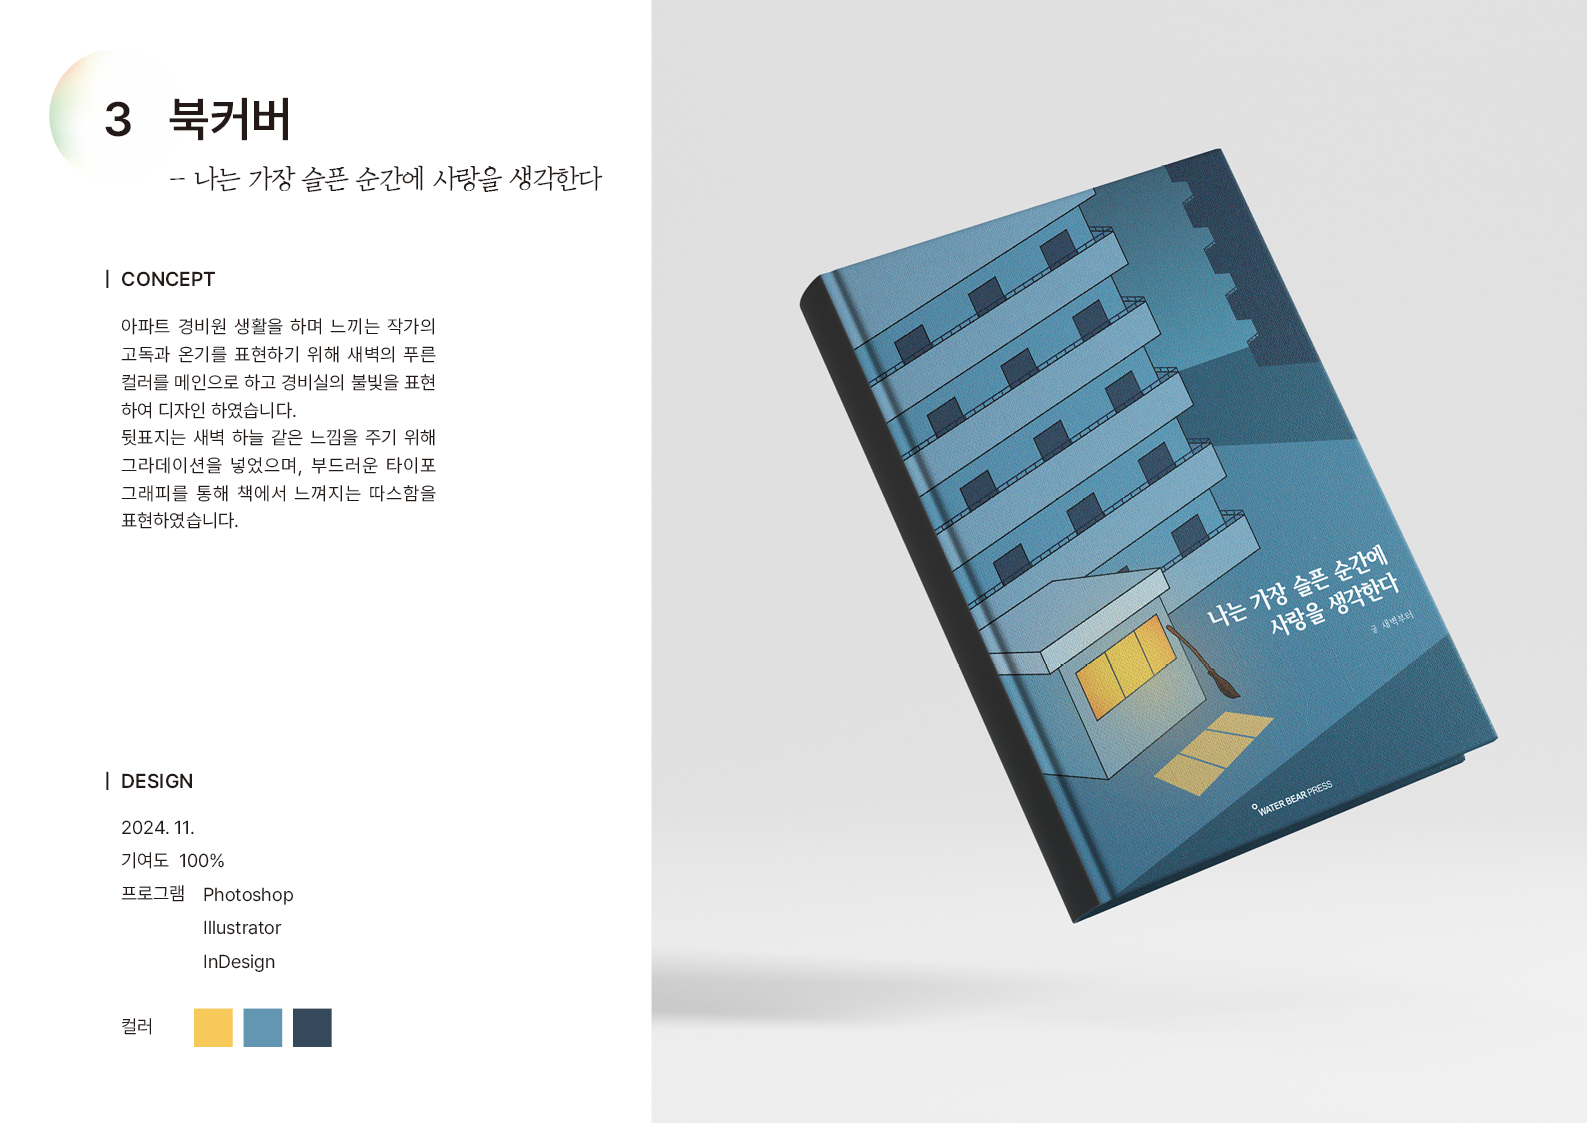 3 북커버
– 나는 가장 슬픈 순간에 사랑을 생각한다
CONCEPT
아파트 경비원 생활을 하며 느끼는 작가의
고독과 온기를 표현하기 위해 새벽의 푸른
컬러를 메인으로 하고 경비실의 불빛을 표현
하여 디자인 하였습니다.
뒷표지는 새벽 하늘 같은 느낌을 주기 위해
그라데이션을 넣었으며, 부드러운 타이포
그래피를 통해 책에서 느껴지는 따스함을
표현하였습니다.
DESIGN
2024. 11.
기여도 100%
프로그램 Photoshop
Illustrator
InDesign
컬러
나는 가장 슬픈 순간에
사랑을 생각한다
글 새벽부터
WATER BEAR PRESS